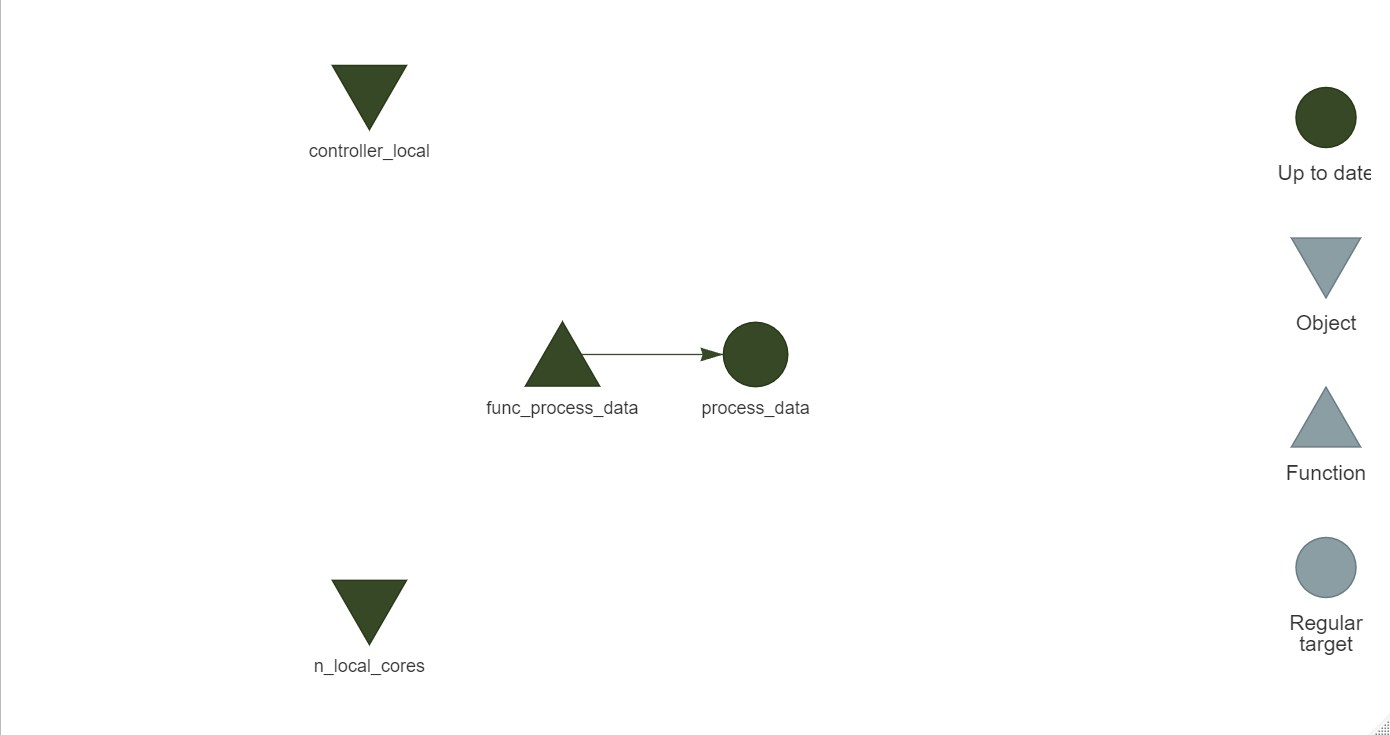 controller_local
func_process_data
process_data
n_local_cores
Up to date
Object
Function
Regular
target